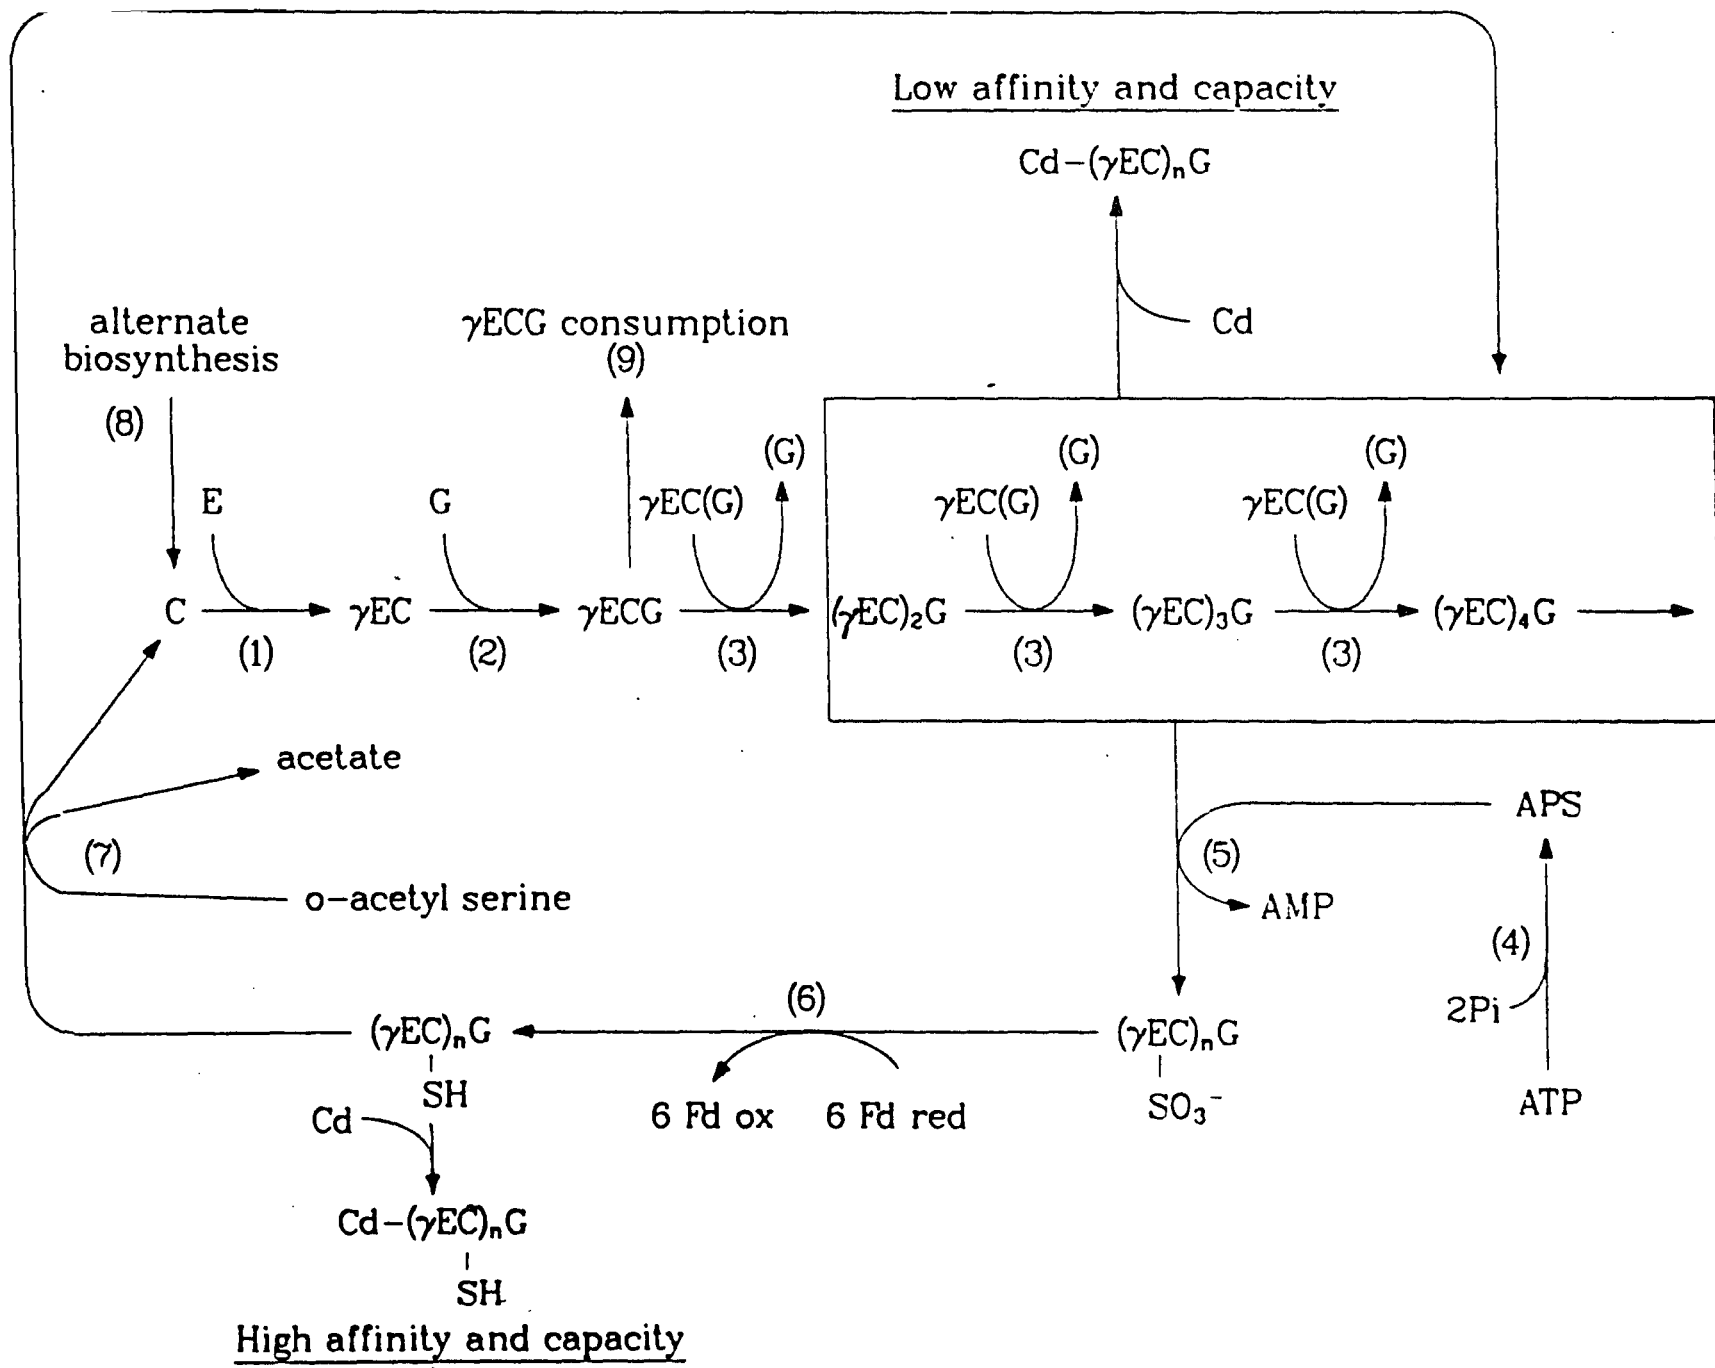 Low affinity and capacity
Cd-(γEC)ₙG
Cd
alternate
biosynthesis
(8)
γECG consumption
(9)
E
G
γEC(G)
(G)
γEC(G)
(G)
γEC(G)
(G)
C
(1)
γEC
(2)
γECG
(3)
(γEC)₂G
(3)
(γEC)₃G
(3)
(γEC)₄G
acetate
(7)
o-acetyl serine
APS
(5)
AMP
(4)
2Pi
ATP
(γEC)ₙG
SO₃⁻
(6)
6 Fd ox
6 Fd red
(γEC)ₙG
SH
Cd
Cd-(γEC)ₙG
SH
High affinity and capacity